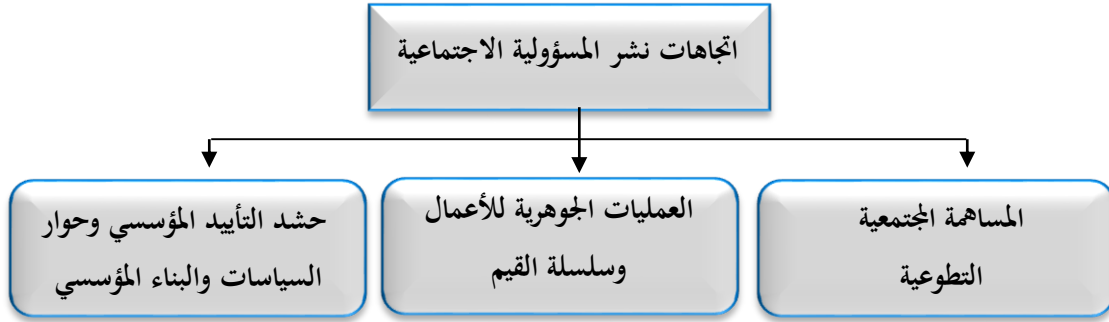 اتجاهات نشر المسؤولية الاجتماعية
المساهمة المجتمعية
التطوعية
العمليات الجوهرية للأعمال
وسلسلة القيم
حشد التأييد المؤسسي وحوار
السياسات والبناء المؤسسي